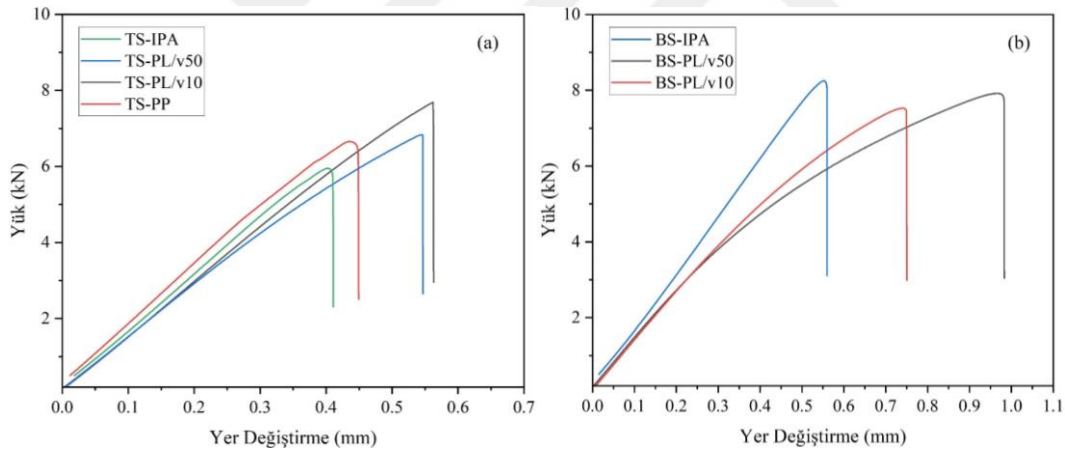 (a)
TS-IPA
TS-PL/v50
TS-PL/v10
TS-PP
Yük (kN)
10
8
6
4
2
0.0 0.1 0.2 0.3 0.4 0.5 0.6 0.7
Yer Değiştirme (mm)
(b)
BS-IPA
BS-PL/v50
BS-PL/v10
Yük (kN)
10
8
6
4
2
0.0 0.1 0.2 0.3 0.4 0.5 0.6 0.7 0.8 0.9 1.0 1.1
Yer Değiştirme (mm)